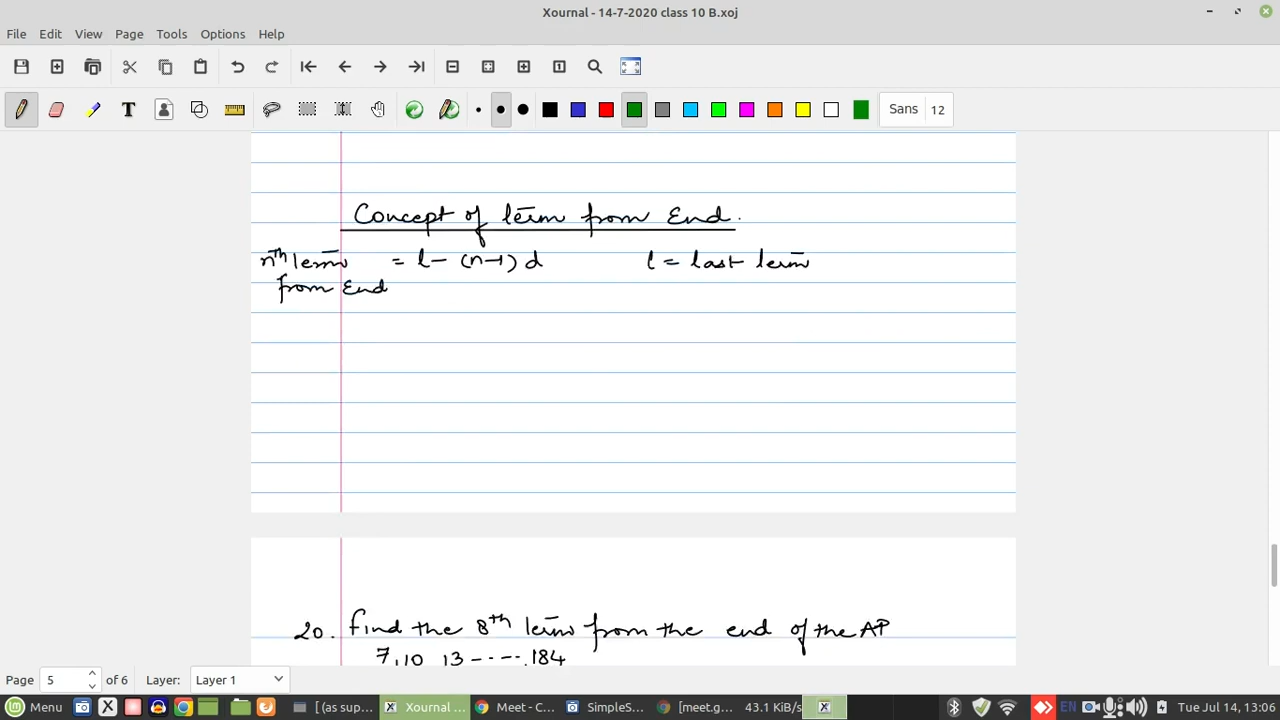 Xournal - 14-7-2020 class 10 B.xoj
File Edit View Page Tools Options Help
Sans 12
Concept of term from End.
nth term = l - (n-1) d l = last term
from End
20. Find the 8th term from the end of the AP
7, 10, 13 ------, 184
Page 5 of 6 Layer: Layer 1
Menu [(as sup... Xournal ... Meet - C... SimpleS... [meet.g... 43.1 KiB/s EN Tue Jul 14, 13:06